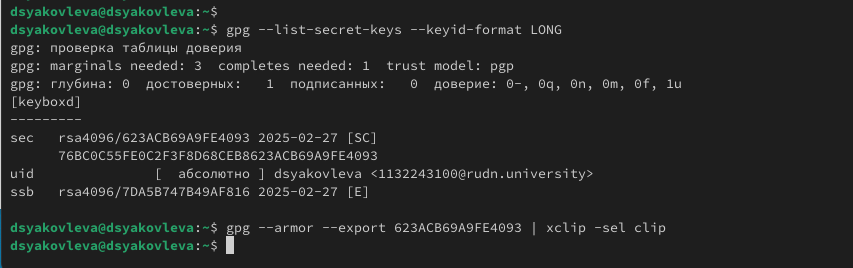 dsyakovleva@dsyakovleva:~$
dsyakovleva@dsyakovleva:~$ gpg --list-secret-keys --keyid-format LONG
gpg: проверка таблицы доверия
gpg: marginals needed: 3  completes needed: 1  trust model: pgp
gpg: глубина: 0  достоверных:   1  подписанных:   0  доверие: 0-, 0q, 0n, 0m, 0f, 1u
[keyboxd]
---------
sec   rsa4096/623ACB69A9FE4093 2025-02-27 [SC]
      76BC0C55FE0C2F3F8D68CEB8623ACB69A9FE4093
uid               [  абсолютно ] dsyakovleva <1132243100@rudn.university>
ssb   rsa4096/7DA5B747B49AF816 2025-02-27 [E]
dsyakovleva@dsyakovleva:~$ gpg --armor --export 623ACB69A9FE4093 | xclip -sel clip
dsyakovleva@dsyakovleva:~$